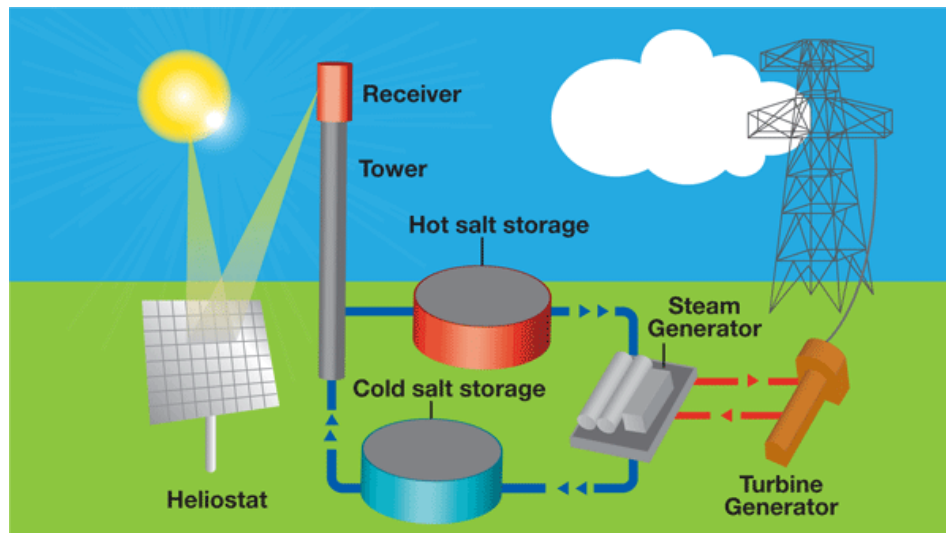 Receiver
Tower
Hot salt storage
Steam
Generator
Cold salt storage
Heliostat
Turbine
Generator